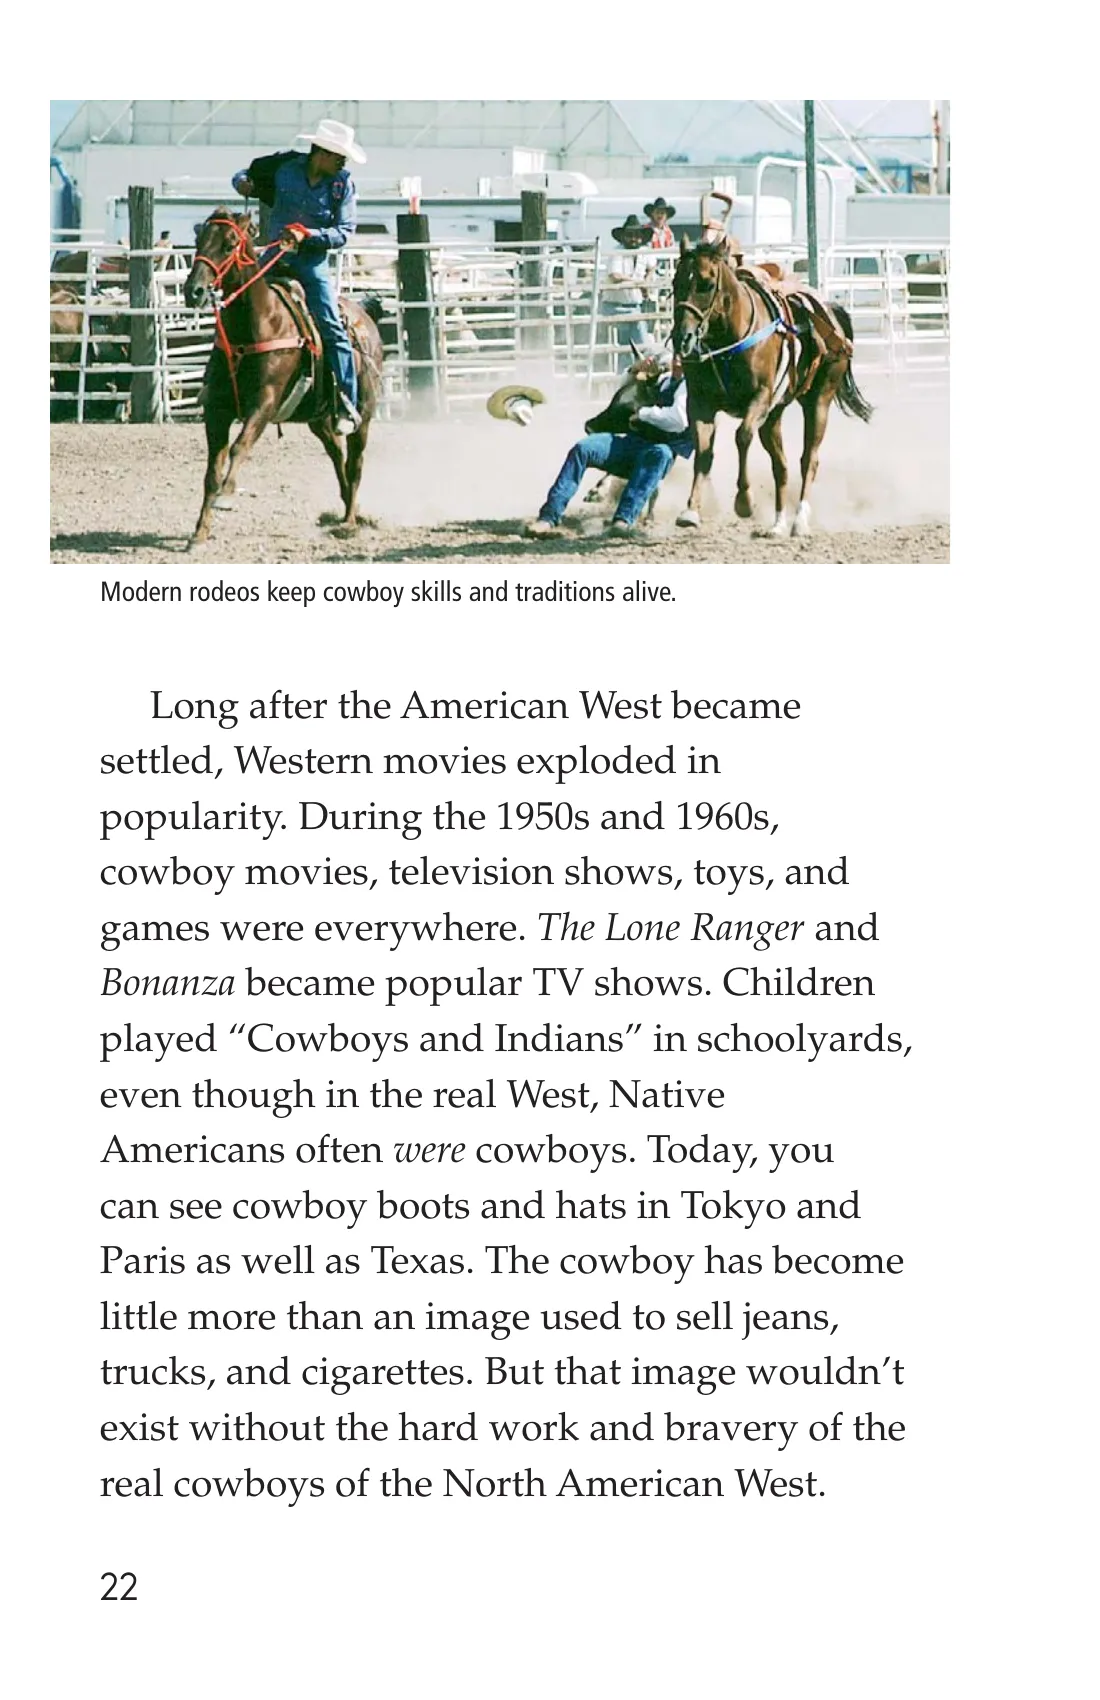 Modern rodeos keep cowboy skills and traditions alive.
Long after the American West became
settled, Western movies exploded in
popularity. During the 1950s and 1960s,
cowboy movies, television shows, toys, and
games were everywhere. The Lone Ranger and
Bonanza became popular TV shows. Children
played “Cowboys and Indians” in schoolyards,
even though in the real West, Native
Americans often were cowboys. Today, you
can see cowboy boots and hats in Tokyo and
Paris as well as Texas. The cowboy has become
little more than an image used to sell jeans,
trucks, and cigarettes. But that image wouldn’t
exist without the hard work and bravery of the
real cowboys of the North American West.
22